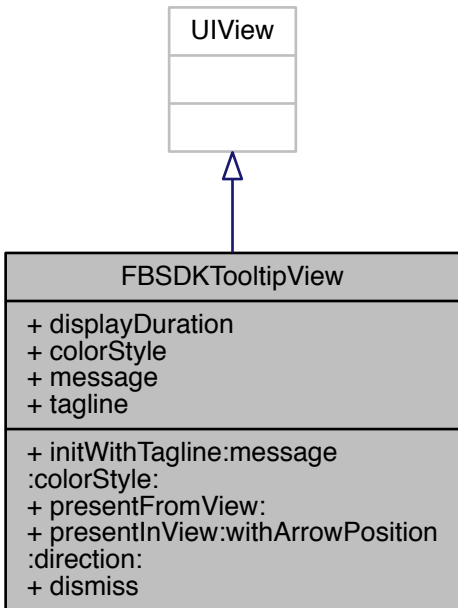 UIView
FBSDKTooltipView
+ displayDuration
+ colorStyle
+ message
+ tagline
+ initWithTagline:message
:colorStyle:
+ presentFromView:
+ presentInView:withArrowPosition
:direction:
+ dismiss